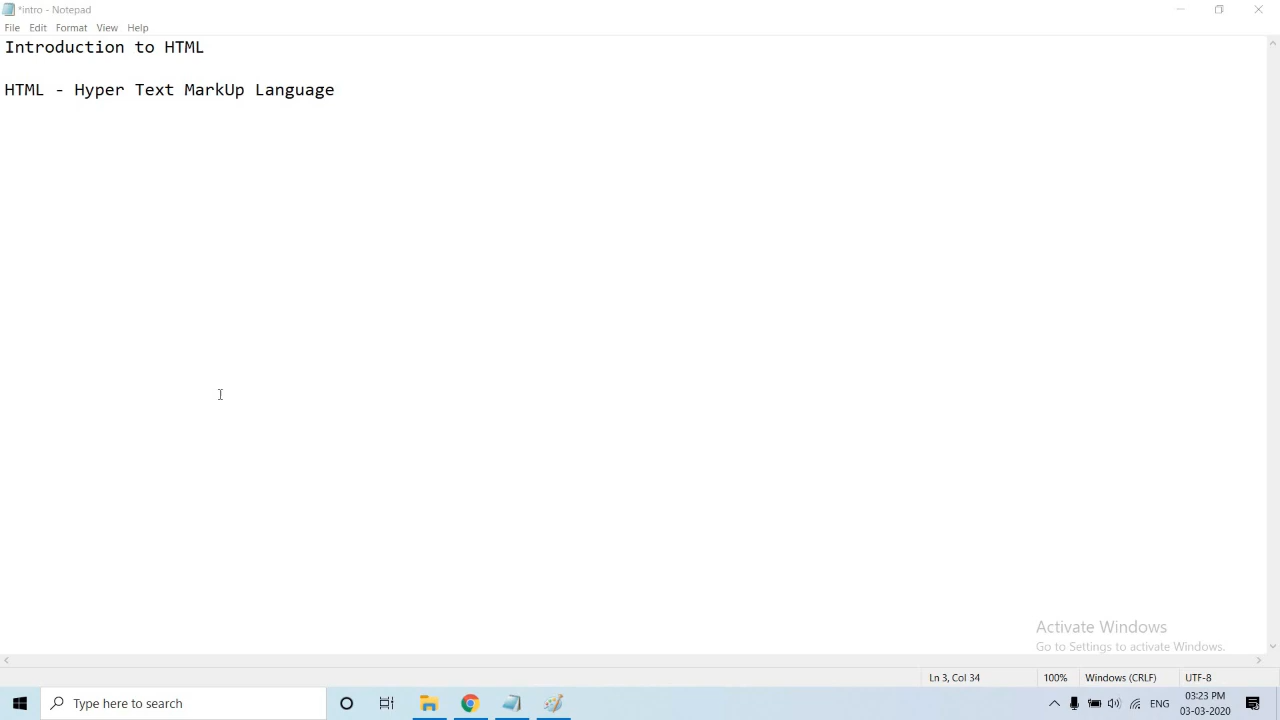 *intro - Notepad
File Edit Format View Help
Introduction to HTML
HTML - Hyper Text MarkUp Language
Activate Windows
Go to Settings to activate Windows.
Ln 3, Col 34 100% Windows (CRLF) UTF-8
Type here to search
ENG
03:23 PM
03-03-2020